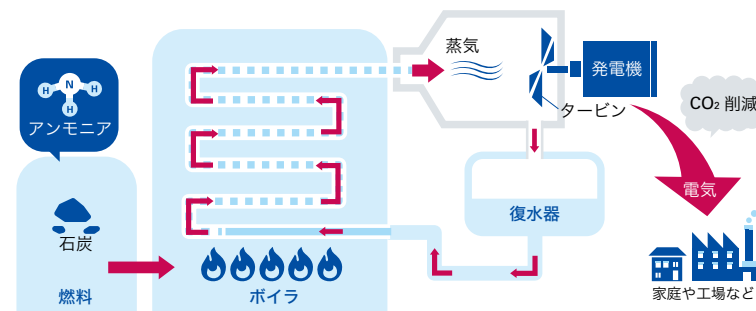 N
H
H
H
アンモニア
石炭
燃料
ボイラ
蒸気
タービン
発電機
復水器
CO₂ 削減
電気
家庭や工場など